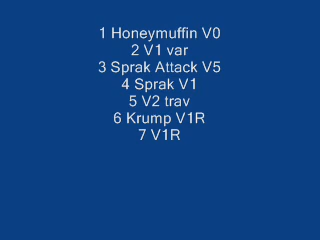 1 Honeymuffin V0
2 V1 var
3 Sprak Attack V5
4 Sprak V1
5 V2 trav
6 Krump V1R
7 V1R